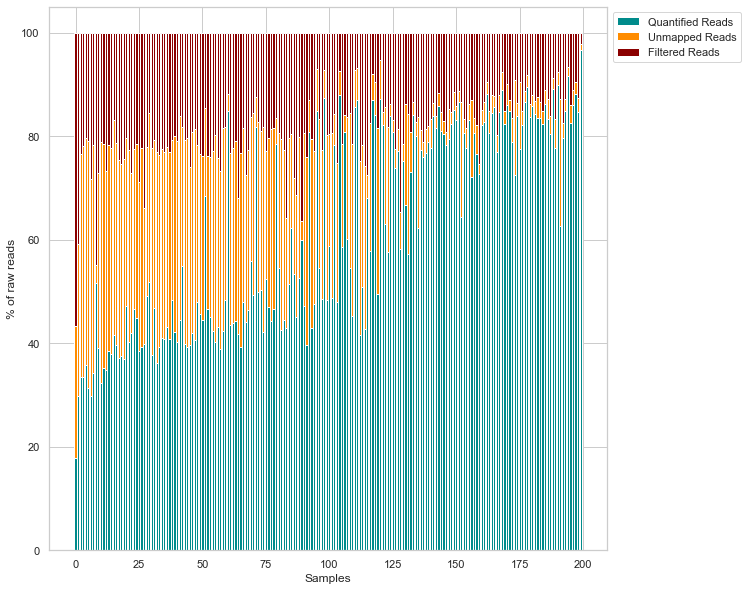 Quantified Reads
Unmapped Reads
Filtered Reads
100
80
60
40
20
0
% of raw reads
0 25 50 75 100 125 150 175 200
Samples